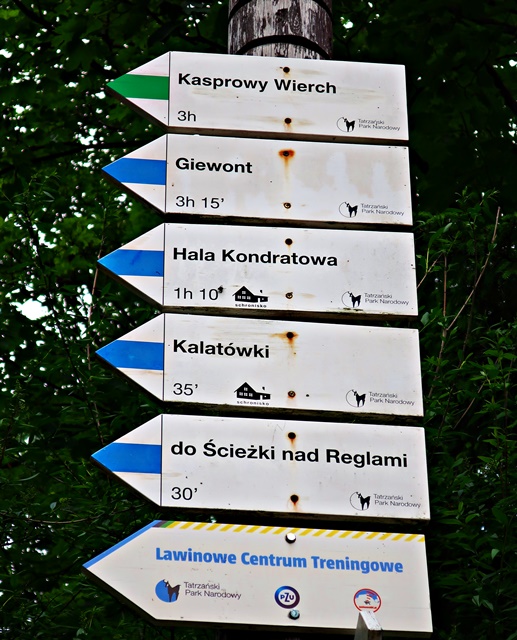 Kasprowy Wierch
3h
Tatrzański
Park Narodowy
Giewont
3h 15’
Tatrzański
Park Narodowy
Hala Kondratowa
1h 10’
schronisko
Tatrzański
Park Narodowy
Kalatówki
35’
schronisko
Tatrzański
Park Narodowy
do Ścieżki nad Reglami
30’
Tatrzański
Park Narodowy
Lawinowe Centrum Treningowe
Tatrzański
Park Narodowy
PZU